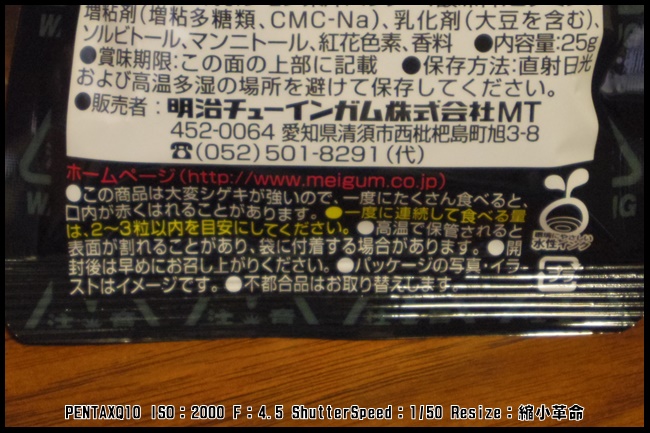 増粘剤(増粘多糖類、CMC-Na)、乳化剤(大豆を含む)、
ソルビトール、マンニトール、紅花色素、香料 ●内容量:25g
●賞味期限:この面の上部に記載 ●保存方法:直射日光
および高温多湿の場所を避けて保存してください。
●販売者:明治チューインガム株式会社MT
452-0064 愛知県清須市西枇杷島町旭3-8
☎(052)501-8291(代)
ホームページ(http://www.meigum.co.jp)
●この商品は大変シゲキが強いので、一度にたくさん食べると、
口内が赤くはれることがあります。●一度に連続して食べる量
は、2〜3粒以内を目安にしてください。●高温で保管されると
表面が割れることがあり、袋に付着する場合があります。●開
封後は早めにお召し上がりください。●パッケージの写真・イラ
ストはイメージです。●不都合品はお取り替えします。
環境にやさしい
水性インク
プラ
PENTAXQ10 ISO:2000 F:4.5 ShutterSpeed:1/50 Resize:縮小革命